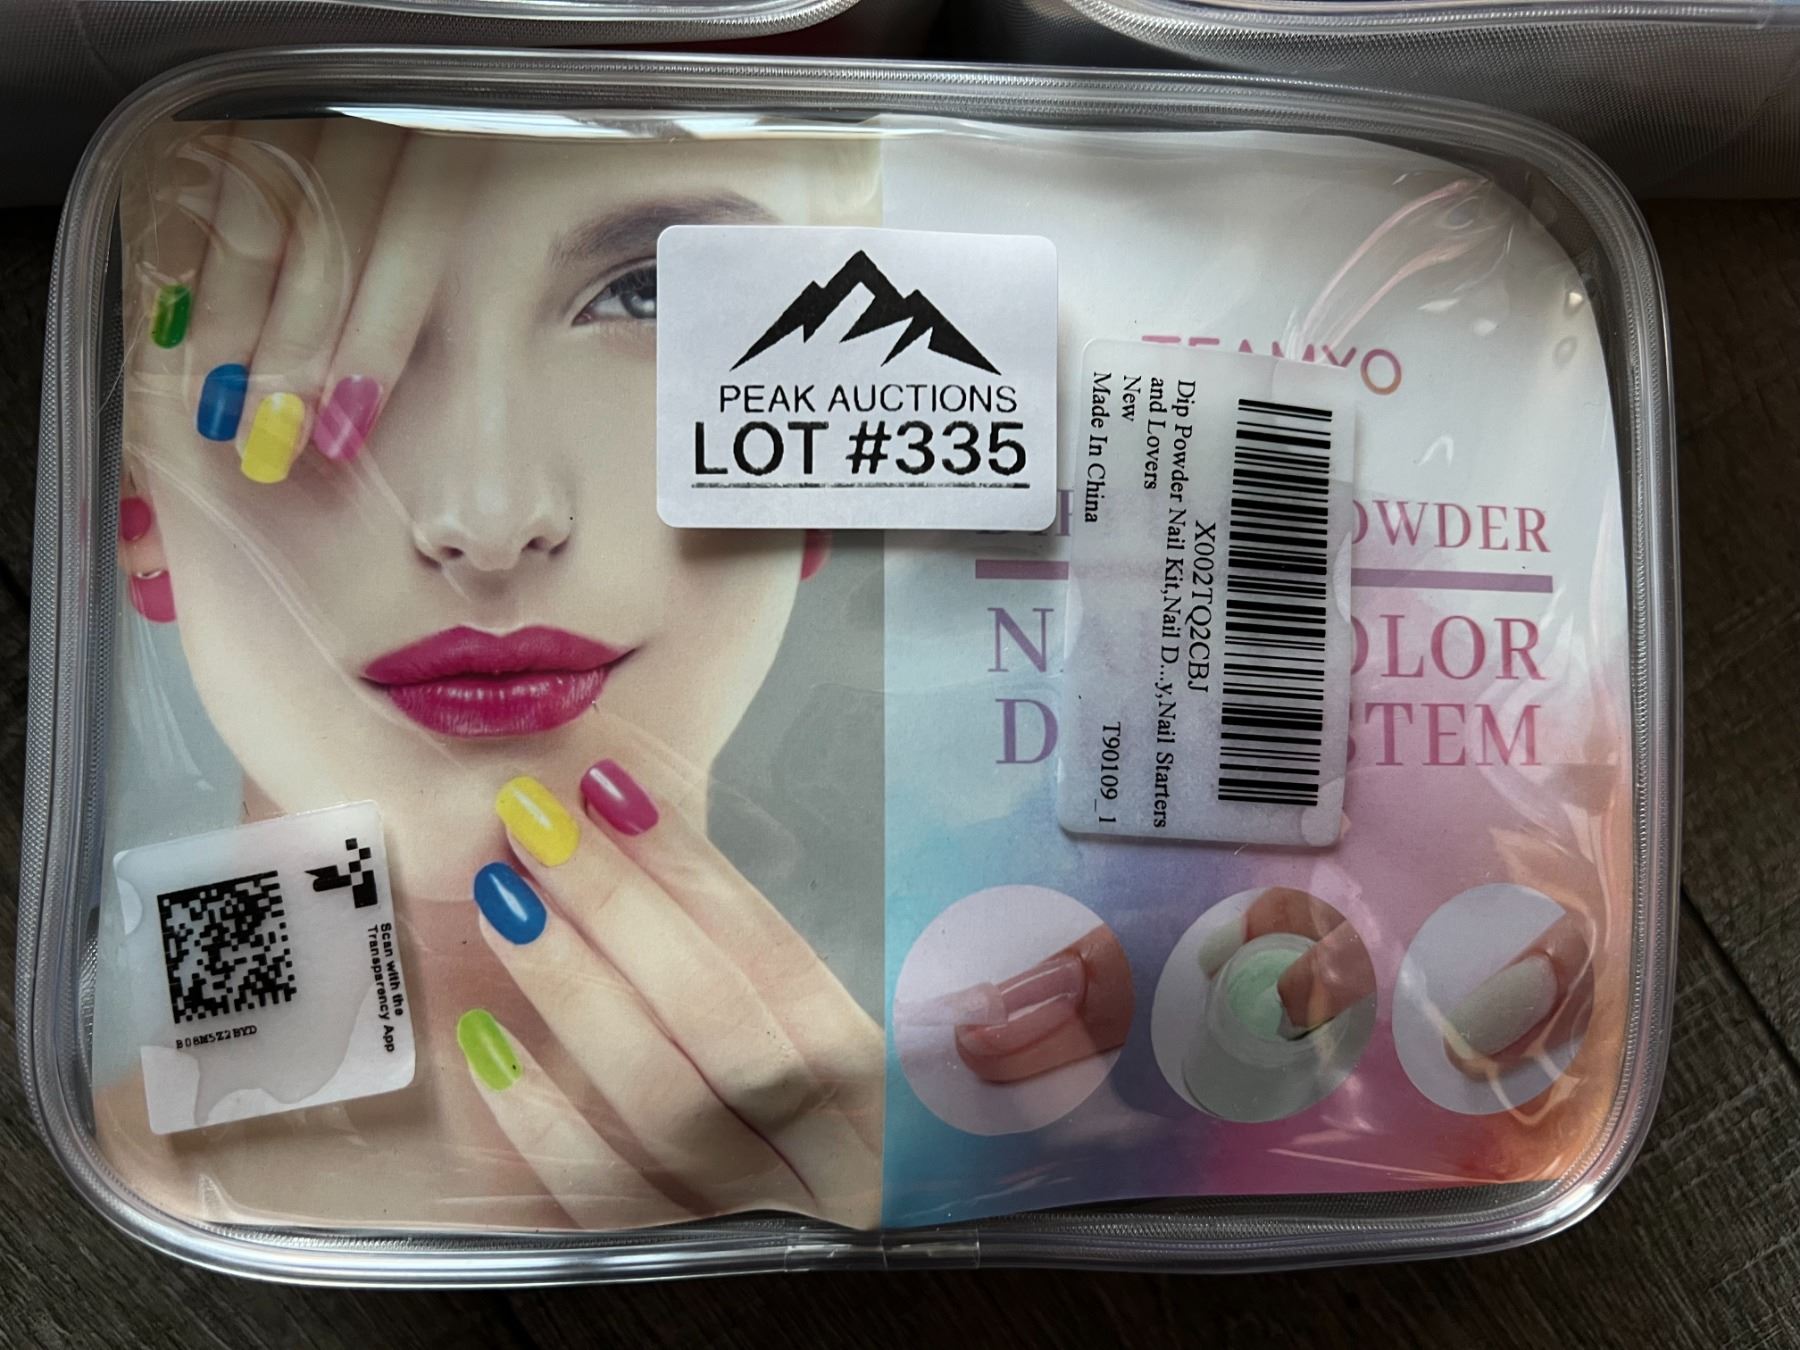 PEAK AUCTIONS
LOT #335
X002TQ2CBJ
Dip Powder Nail Kit,Nail D...y,Nail Starters
and Lovers
New
Made In China
T90109_1
OWDER
OLOR
STEM
Scan with the
Transparency App